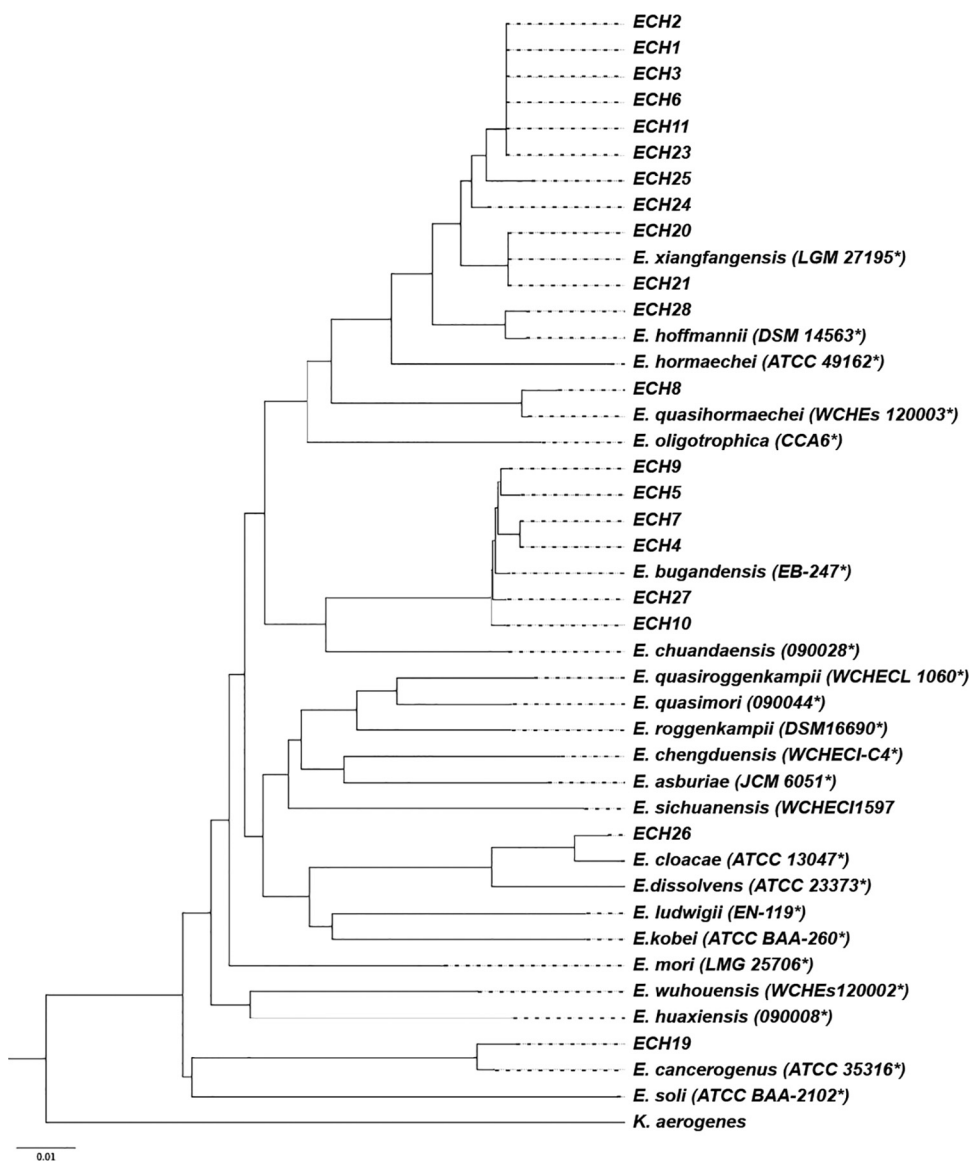 ECH2
ECH1
ECH3
ECH6
ECH11
ECH23
ECH25
ECH24
ECH20
E. xiangfangensis (LGM 27195*)
ECH21
ECH28
E. hoffmannii (DSM 14563*)
E. hormaechei (ATCC 49162*)
ECH8
E. quasihormaechei (WCHEs 120003*)
E. oligotrophica (CCA6*)
ECH9
ECH5
ECH7
ECH4
E. bugandensis (EB-247*)
ECH27
ECH10
E. chuandaensis (090028*)
E. quasiroggenkampii (WCHECL 1060*)
E. quasimori (090044*)
E. roggenkampii (DSM16690*)
E. chengduensis (WCHECI-C4*)
E. asburiae (JCM 6051*)
E. sichuanensis (WCHECI1597
ECH26
E. cloacae (ATCC 13047*)
E.dissolvens (ATCC 23373*)
E. ludwigii (EN-119*)
E.kobei (ATCC BAA-260*)
E. mori (LMG 25706*)
E. wuhouensis (WCHEs120002*)
E. huaxiensis (090008*)
ECH19
E. cancerogenus (ATCC 35316*)
E. soli (ATCC BAA-2102*)
K. aerogenes
0.01